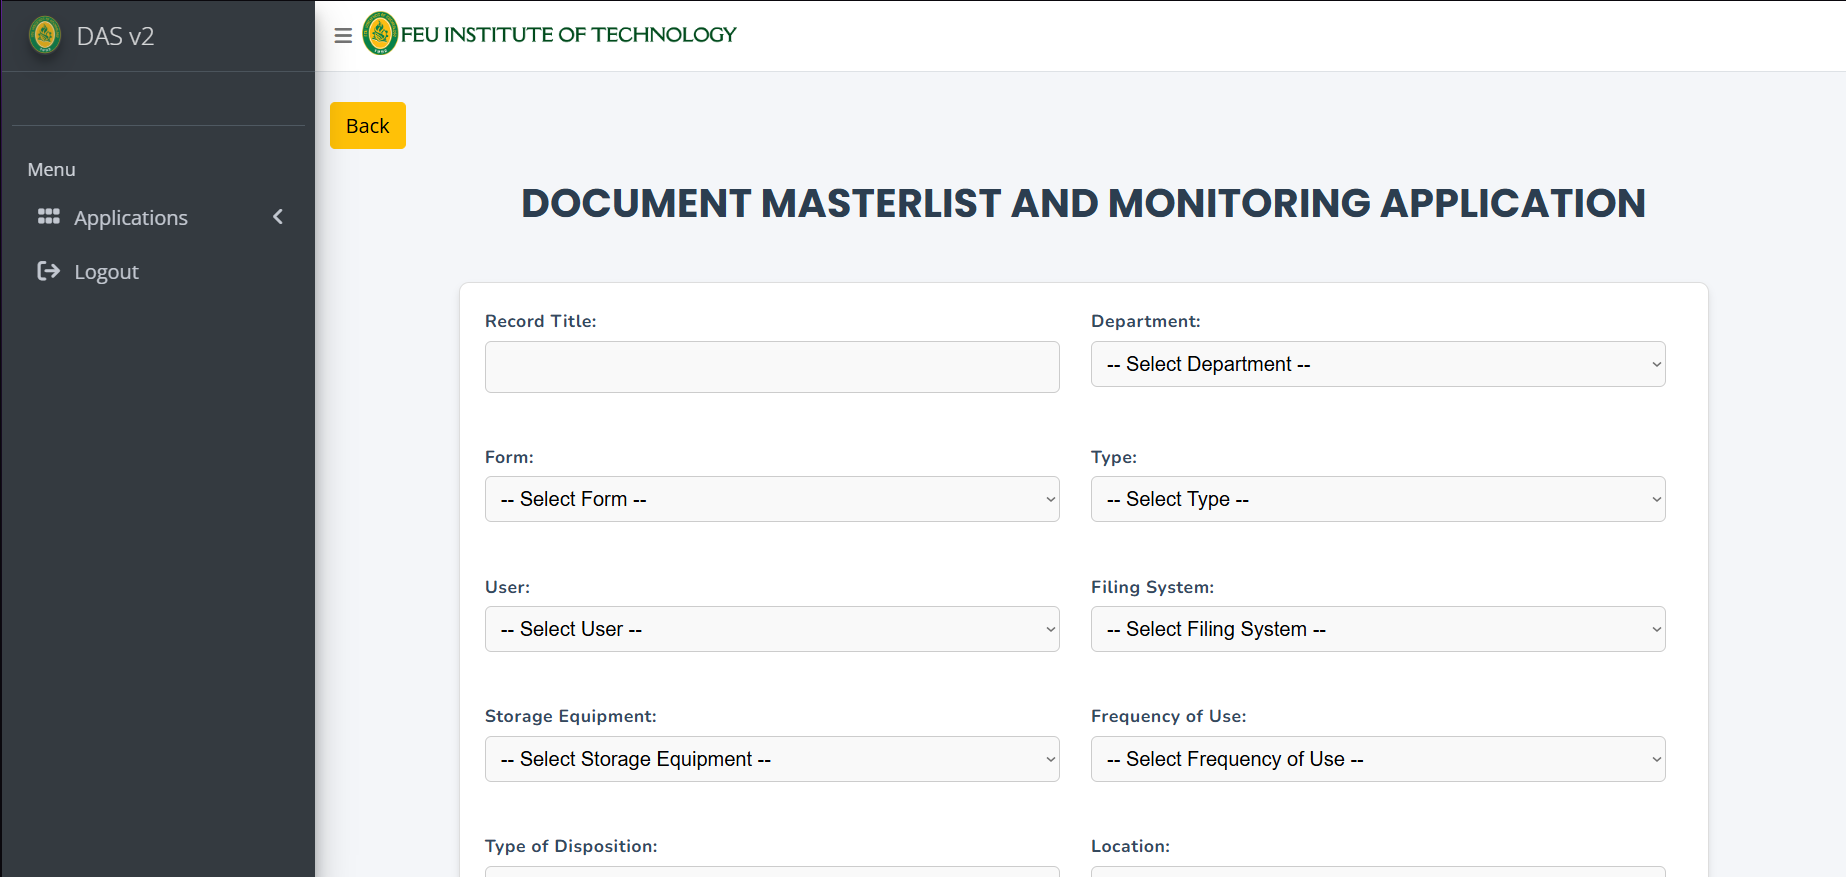 DAS v2
FEU INSTITUTE OF TECHNOLOGY
Back
Menu
Applications
Logout
DOCUMENT MASTERLIST AND MONITORING APPLICATION
Record Title:
Department:
-- Select Department --
Form:
Type:
-- Select Form --
-- Select Type --
User:
Filing System:
-- Select User --
-- Select Filing System --
Storage Equipment:
Frequency of Use:
-- Select Storage Equipment --
-- Select Frequency of Use --
Type of Disposition:
Location: